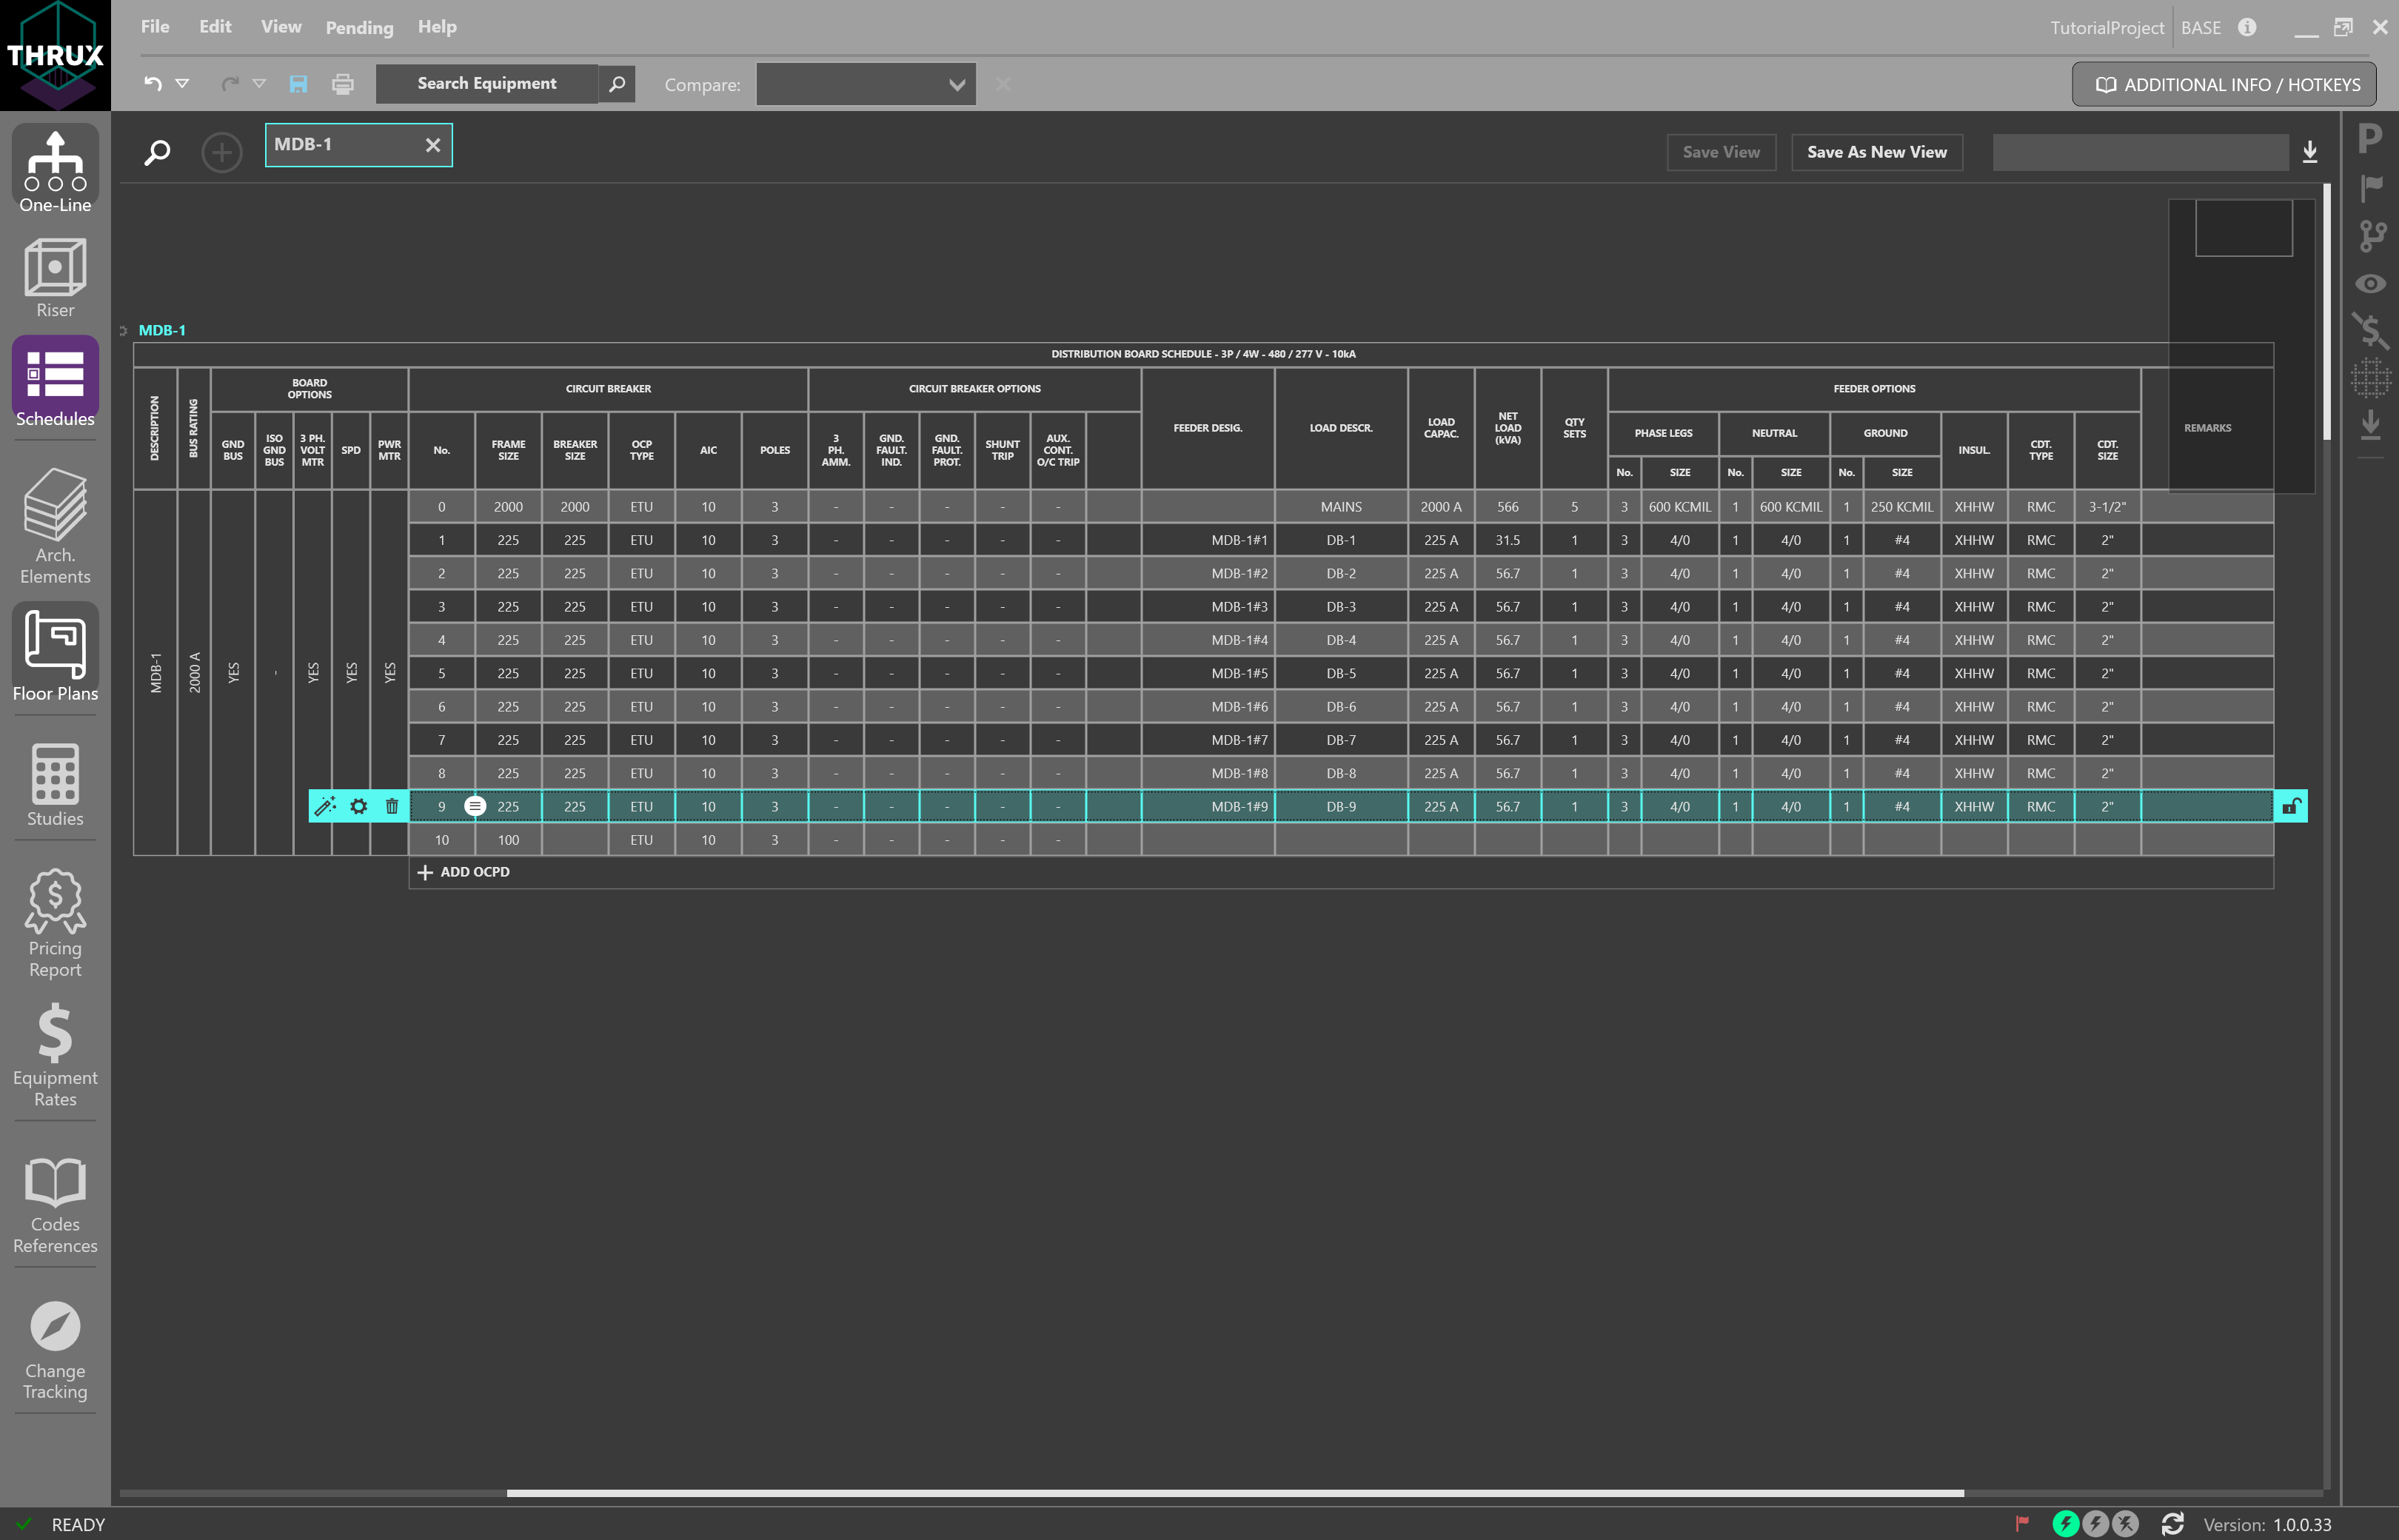 THRUX
File Edit View Pending Help
TutorialProject BASE
Search Equipment
Compare:
ADDITIONAL INFO / HOTKEYS
MDB-1
Save View
Save As New View
One-Line
Riser
Schedules
Arch.
Elements
Floor Plans
Studies
Pricing
Report
Equipment
Rates
Codes
References
Change
Tracking
MDB-1
DISTRIBUTION BOARD SCHEDULE - 3P / 4W - 480 / 277 V - 10kA
DESCRIPTION
BUS RATING
BOARD
OPTIONS
GND
BUS
ISO
GND
BUS
3 PH.
VOLT
MTR
SPD
PWR
MTR
CIRCUIT BREAKER
No.
FRAME
SIZE
BREAKER
SIZE
OCP
TYPE
AIC
POLES
CIRCUIT BREAKER OPTIONS
3
PH.
AMM.
GND.
FAULT.
IND.
GND.
FAULT.
PROT.
SHUNT
TRIP
AUX.
CONT.
O/C TRIP
FEEDER DESIG.
LOAD DESCR.
LOAD
CAPAC.
NET
LOAD
(kVA)
QTY
SETS
FEEDER OPTIONS
PHASE LEGS
No. SIZE
NEUTRAL
No. SIZE
GROUND
No. SIZE
INSUL.
CDT.
TYPE
CDT.
SIZE
REMARKS
MDB-1
2000 A
YES
-
YES
YES
YES
0 2000 2000 ETU 10 3 - - - - - MAINS 2000 A 566 5 3 600 KCMIL 1 600 KCMIL 1 250 KCMIL XHHW RMC 3-1/2"
1 225 225 ETU 10 3 - - - - - MDB-1#1 DB-1 225 A 31.5 1 3 4/0 1 4/0 1 #4 XHHW RMC 2"
2 225 225 ETU 10 3 - - - - - MDB-1#2 DB-2 225 A 56.7 1 3 4/0 1 4/0 1 #4 XHHW RMC 2"
3 225 225 ETU 10 3 - - - - - MDB-1#3 DB-3 225 A 56.7 1 3 4/0 1 4/0 1 #4 XHHW RMC 2"
4 225 225 ETU 10 3 - - - - - MDB-1#4 DB-4 225 A 56.7 1 3 4/0 1 4/0 1 #4 XHHW RMC 2"
5 225 225 ETU 10 3 - - - - - MDB-1#5 DB-5 225 A 56.7 1 3 4/0 1 4/0 1 #4 XHHW RMC 2"
6 225 225 ETU 10 3 - - - - - MDB-1#6 DB-6 225 A 56.7 1 3 4/0 1 4/0 1 #4 XHHW RMC 2"
7 225 225 ETU 10 3 - - - - - MDB-1#7 DB-7 225 A 56.7 1 3 4/0 1 4/0 1 #4 XHHW RMC 2"
8 225 225 ETU 10 3 - - - - - MDB-1#8 DB-8 225 A 56.7 1 3 4/0 1 4/0 1 #4 XHHW RMC 2"
9 225 225 ETU 10 3 - - - - - MDB-1#9 DB-9 225 A 56.7 1 3 4/0 1 4/0 1 #4 XHHW RMC 2"
10 100 ETU 10 3 - - - - -
ADD OCPD
P
READY
Version: 1.0.0.33